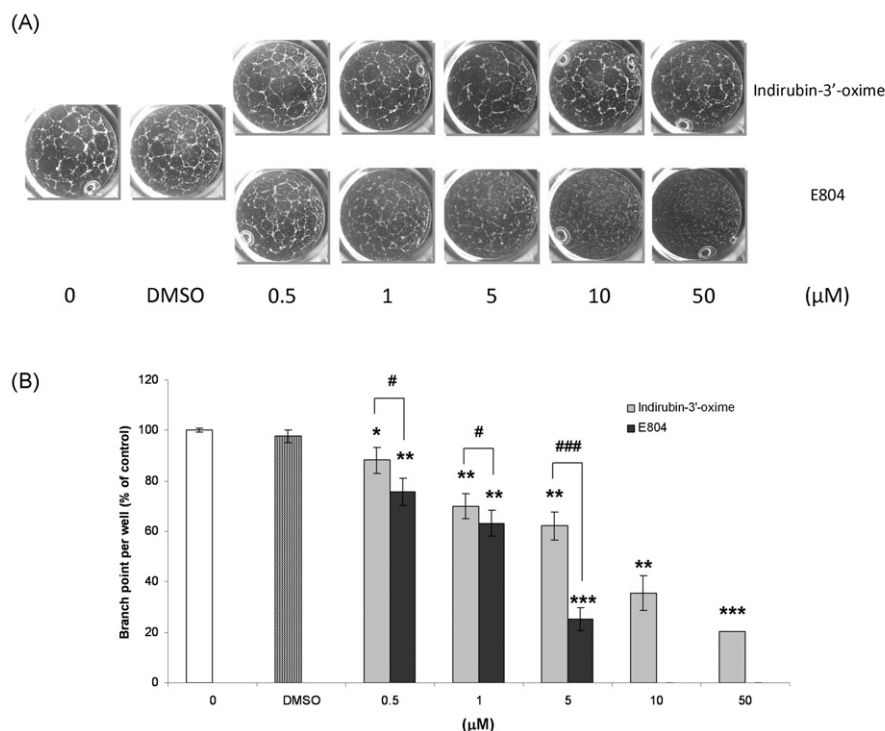 (A)
Indirubin-3'-oxime
E804
0 DMSO 0.5 1 5 10 50 (μM)
(B)
120
100
80
60
40
20
0
Branch point per well (% of control)
# # ###
* ** ** ** ** *** ** ***
Indirubin-3'-oxime
E804
0 DMSO 0.5 1 5 10 50
(μM)